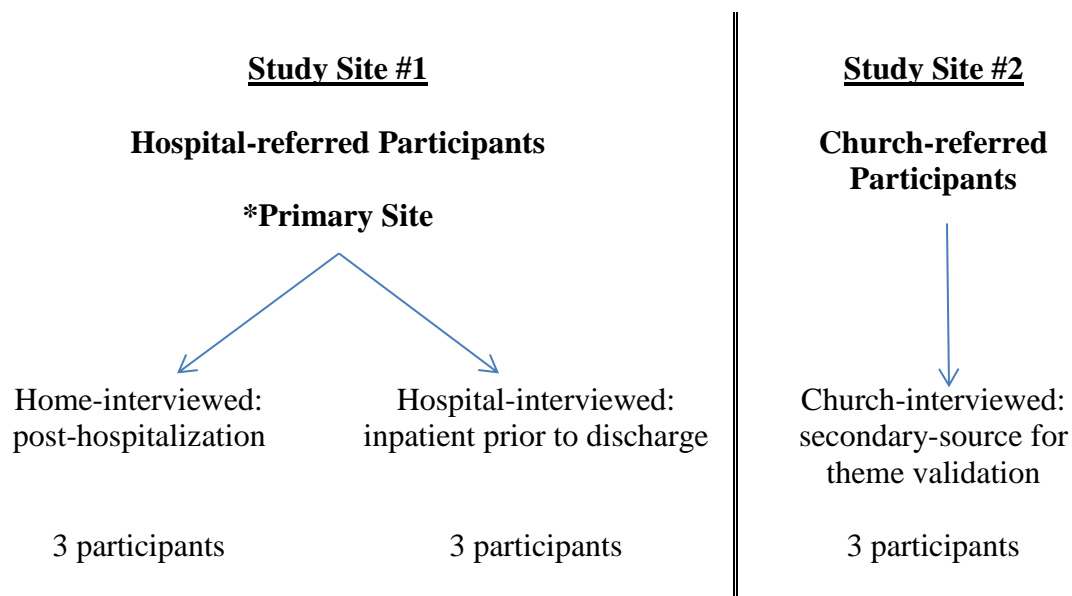 Study Site #1
Hospital-referred Participants
*Primary Site
Home-interviewed:
post-hospitalization
3 participants
Hospital-interviewed:
inpatient prior to discharge
3 participants
Study Site #2
Church-referred
Participants
Church-interviewed:
secondary-source for
theme validation
3 participants